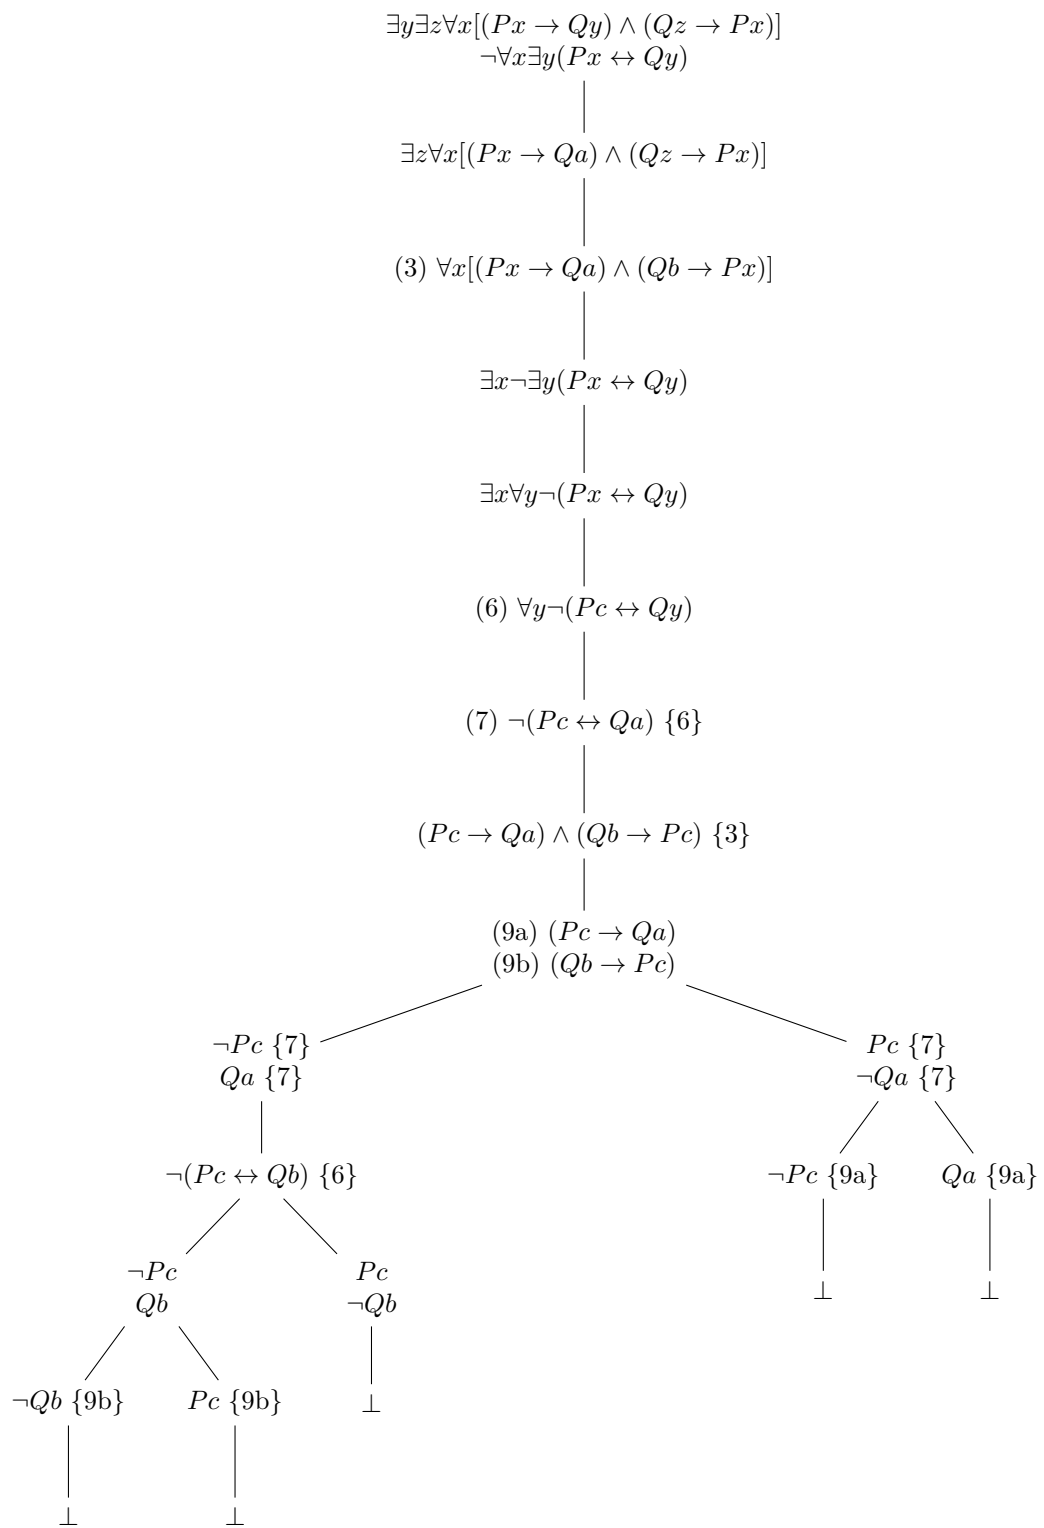 ∃y∃z∀x[(Px → Qy) ∧ (Qz → Px)]
¬∀x∃y(Px ↔ Qy)
∃z∀x[(Px → Qa) ∧ (Qz → Px)]
(3) ∀x[(Px → Qa) ∧ (Qb → Px)]
∃x¬∃y(Px ↔ Qy)
∃x∀y¬(Px ↔ Qy)
(6) ∀y¬(Pc ↔ Qy)
(7) ¬(Pc ↔ Qa) {6}
(Pc → Qa) ∧ (Qb → Pc) {3}
(9a) (Pc → Qa)
(9b) (Qb → Pc)
¬Pc {7}
Qa {7}
Pc {7}
¬Qa {7}
¬(Pc ↔ Qb) {6}
¬Pc {9a}
Qa {9a}
¬Pc
Qb
Pc
¬Qb
⊥
⊥
¬Qb {9b}
Pc {9b}
⊥
⊥
⊥